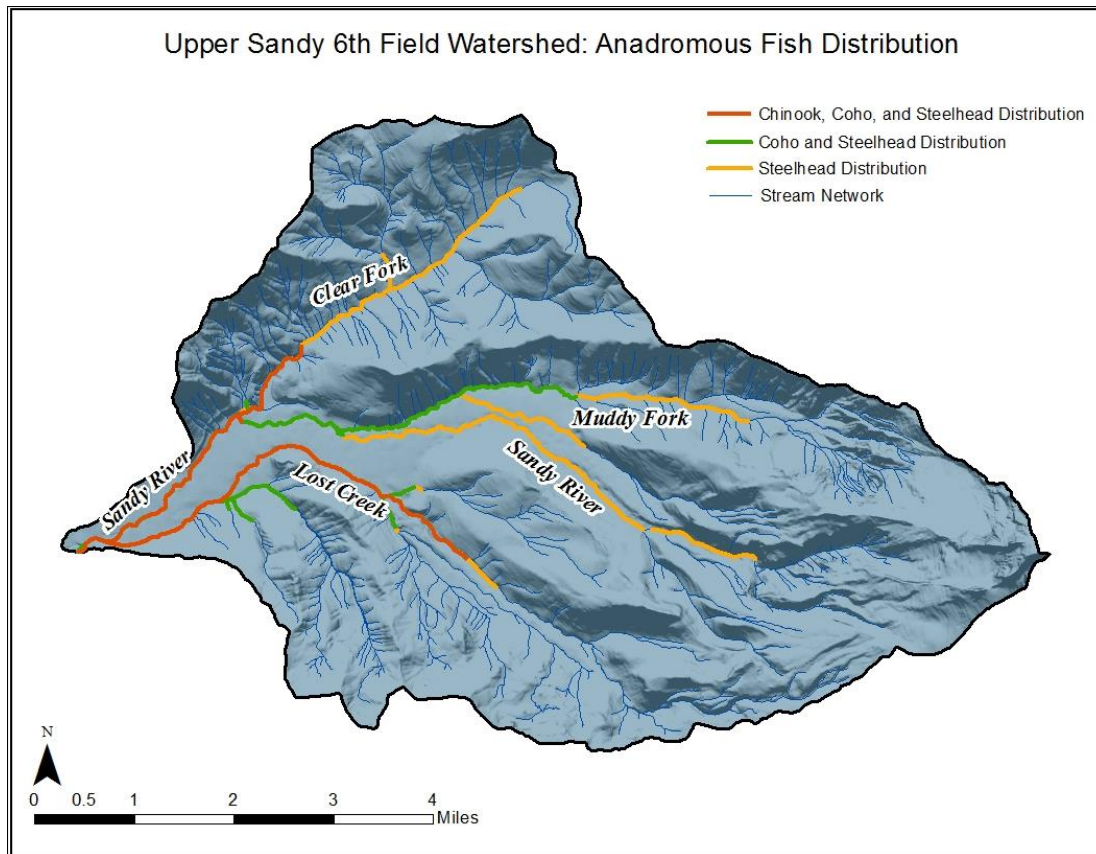 Upper Sandy 6th Field Watershed: Anadromous Fish Distribution
Chinook, Coho, and Steelhead Distribution
Coho and Steelhead Distribution
Steelhead Distribution
Stream Network
Clear Fork
Muddy Fork
Sandy River
Lost Creek
Sandy River
N
0 0.5 1 2 3 4
Miles